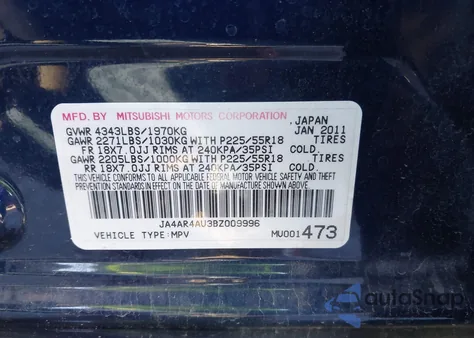 MFD. BY MITSUBISHI MOTORS CORPORATION, JAPAN
GVWR 4343LBS/1970KG JAN 2011
GAWR 2271LBS/1030KG WITH P225/55R18 TIRES
FR 18X7.0JJ RIMS AT 240KPA/35PSI COLD.
GAWR 2205LBS/1000KG WITH P225/55R18 TIRES
RR 18X7.0JJ RIMS AT 240KPA/35PSI COLD.
THIS VEHICLE CONFORMS TO ALL APPLICABLE FEDERAL MOTOR VEHICLE SAFETY AND
THEFT PREVENTION STANDARDS IN EFFECT ON THE DATE OF MANUFACTURE SHOWN ABOVE.
JA4AR4AU3BZ009996
VEHICLE TYPE:MPV MU001473
autoSnap